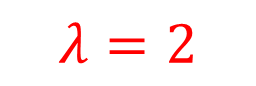 λ = 2